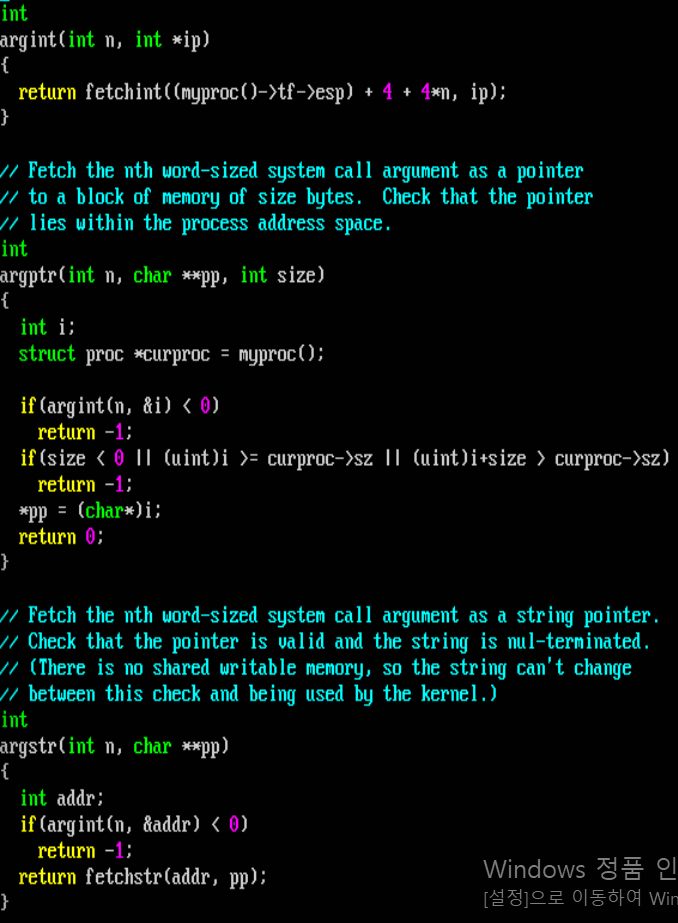 int
argint(int n, int *ip)
{
  return fetchint((myproc()->tf->esp) + 4 + 4*n, ip);
}

// Fetch the nth word-sized system call argument as a pointer
// to a block of memory of size bytes.  Check that the pointer
// lies within the process address space.
int
argptr(int n, char **pp, int size)
{
  int i;
  struct proc *curproc = myproc();

  if(argint(n, &i) < 0)
    return -1;
  if(size < 0 || (uint)i >= curproc->sz || (uint)i+size > curproc->sz)
    return -1;
  *pp = (char*)i;
  return 0;
}

// Fetch the nth word-sized system call argument as a string pointer.
// Check that the pointer is valid and the string is nul-terminated.
// (There is no shared writable memory, so the string can't change
// between this check and being used by the kernel.)
int
argstr(int n, char **pp)
{
  int addr;
  if(argint(n, &addr) < 0)
    return -1;
  return fetchstr(addr, pp);
}
Windows 정품 인
[설정]으로 이동하여 Win